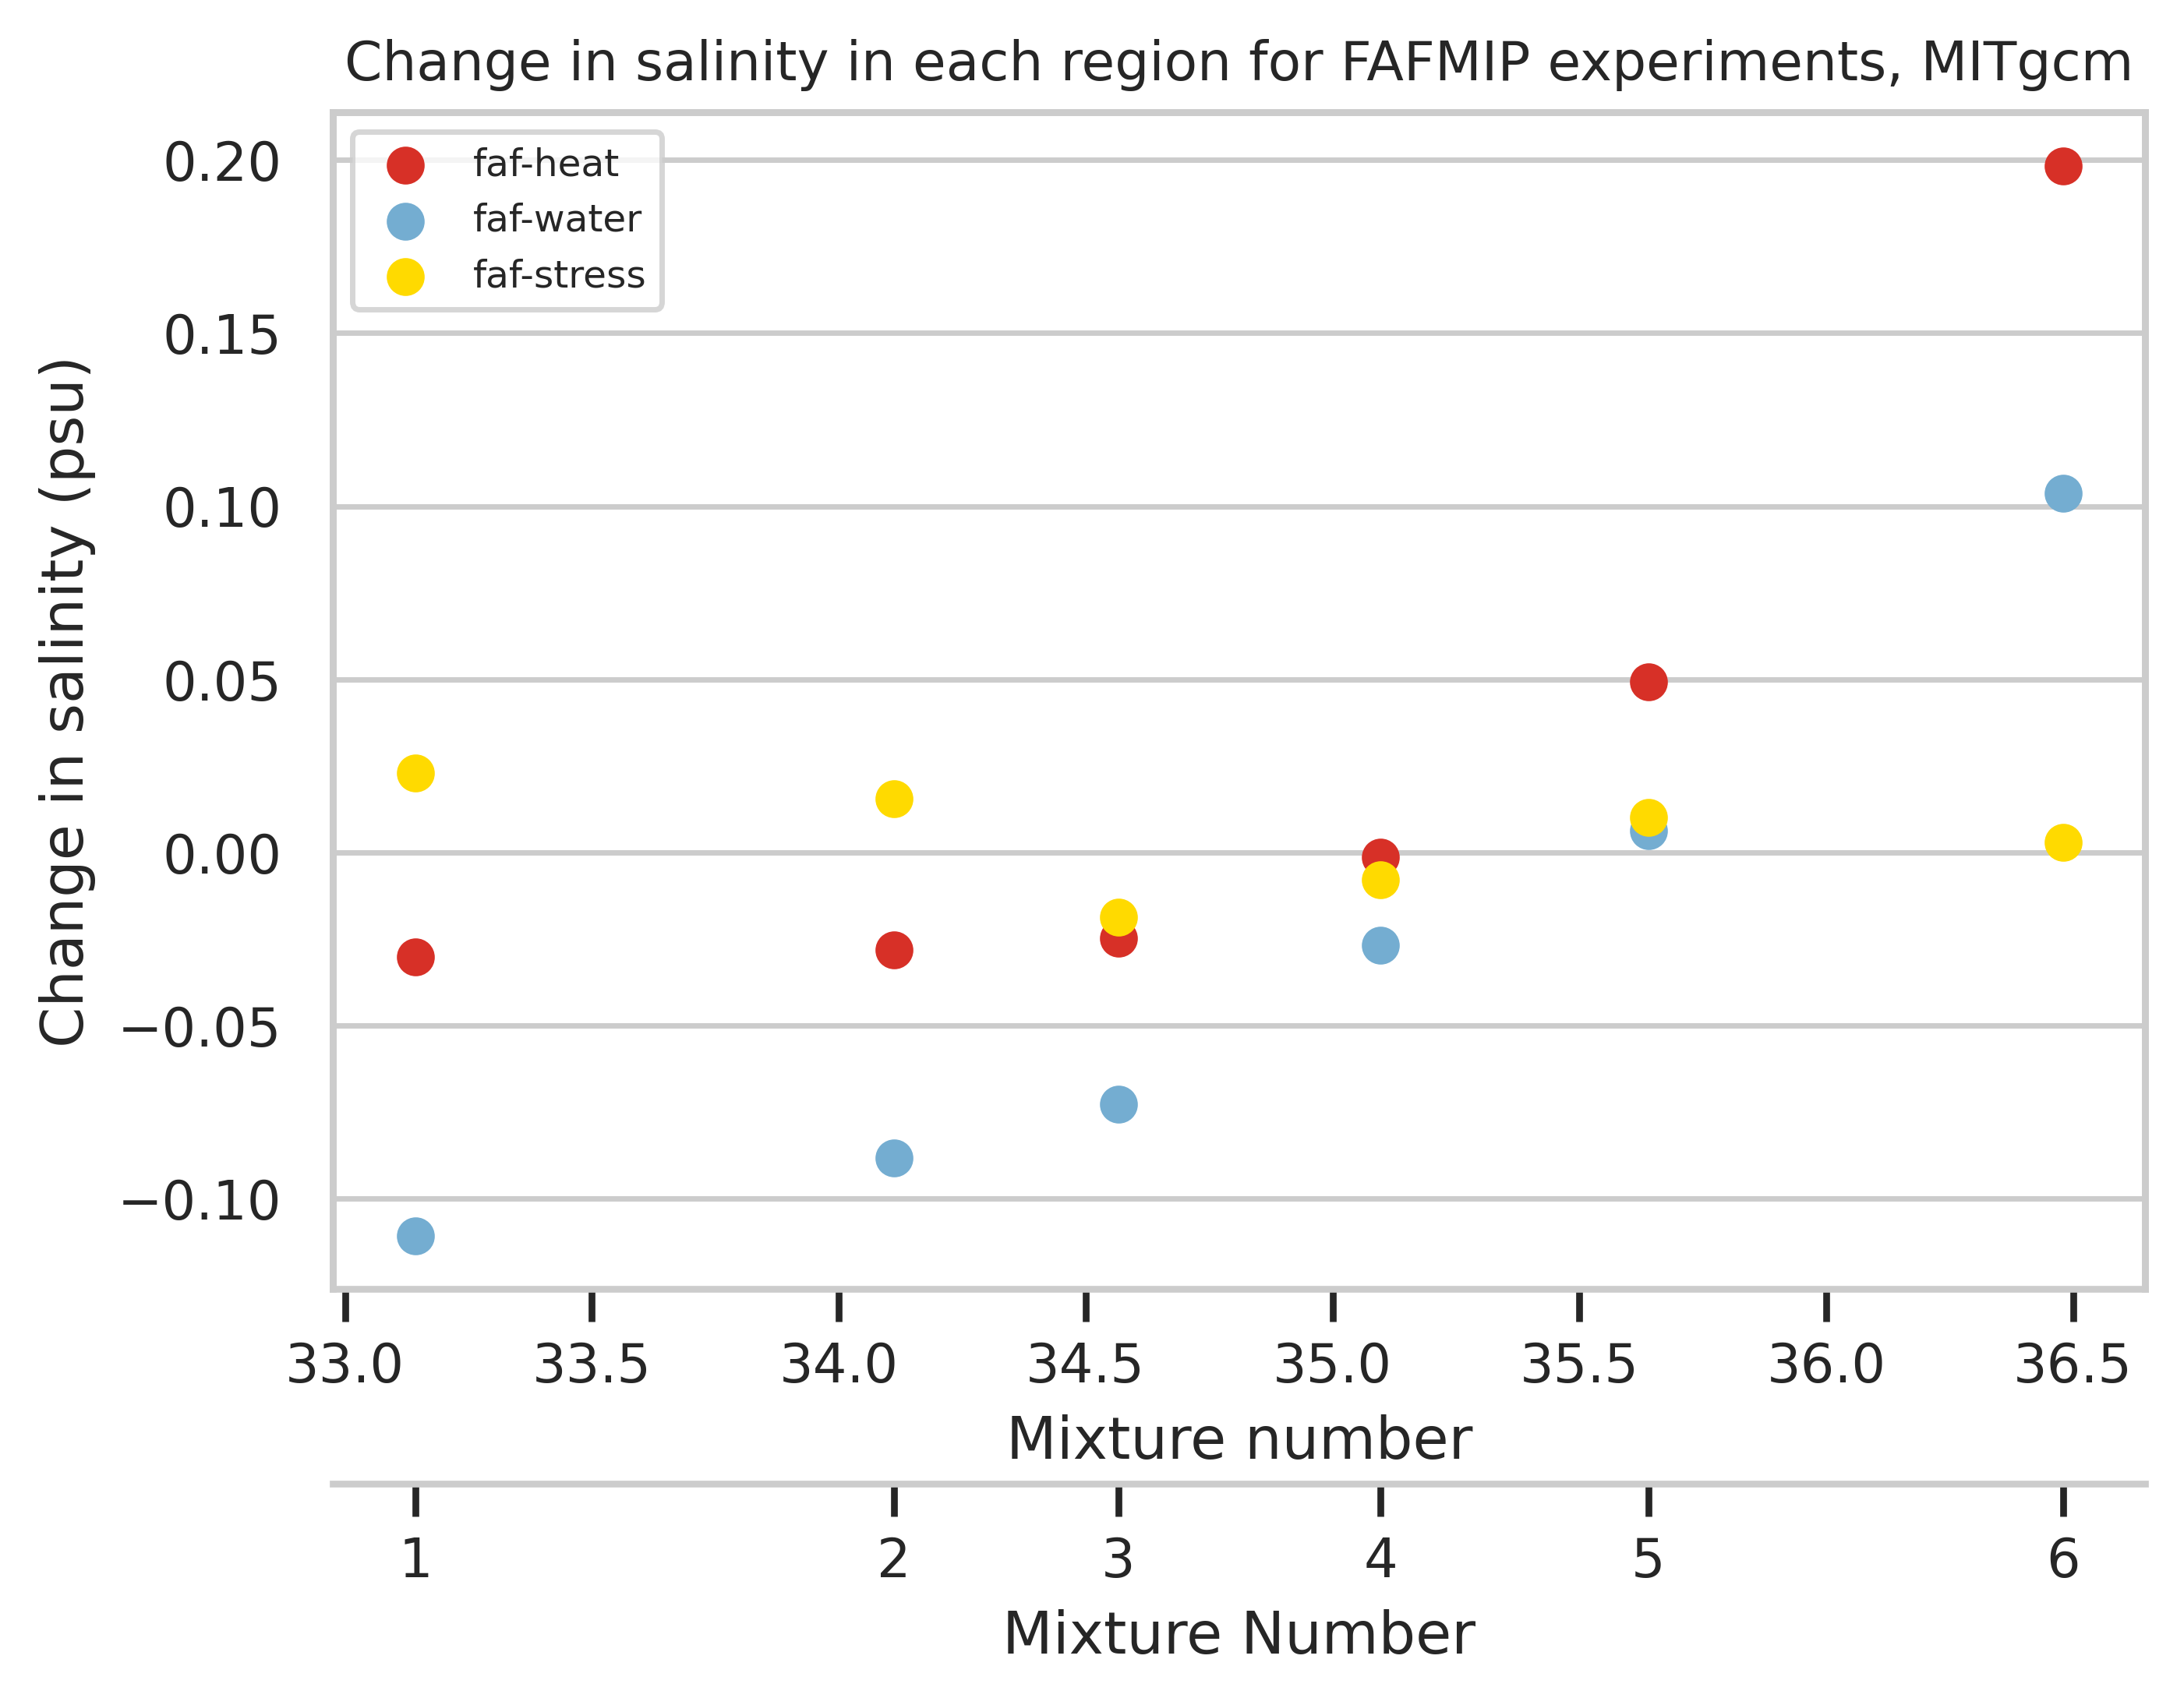 Change in salinity in each region for FAFMIP experiments, MITgcm
faf-heat
faf-water
faf-stress
Change in salinity (psu)
0.20
0.15
0.10
0.05
0.00
−0.05
−0.10
33.0 33.5 34.0 34.5 35.0 35.5 36.0 36.5
Mixture number
1 2 3 4 5 6
Mixture Number